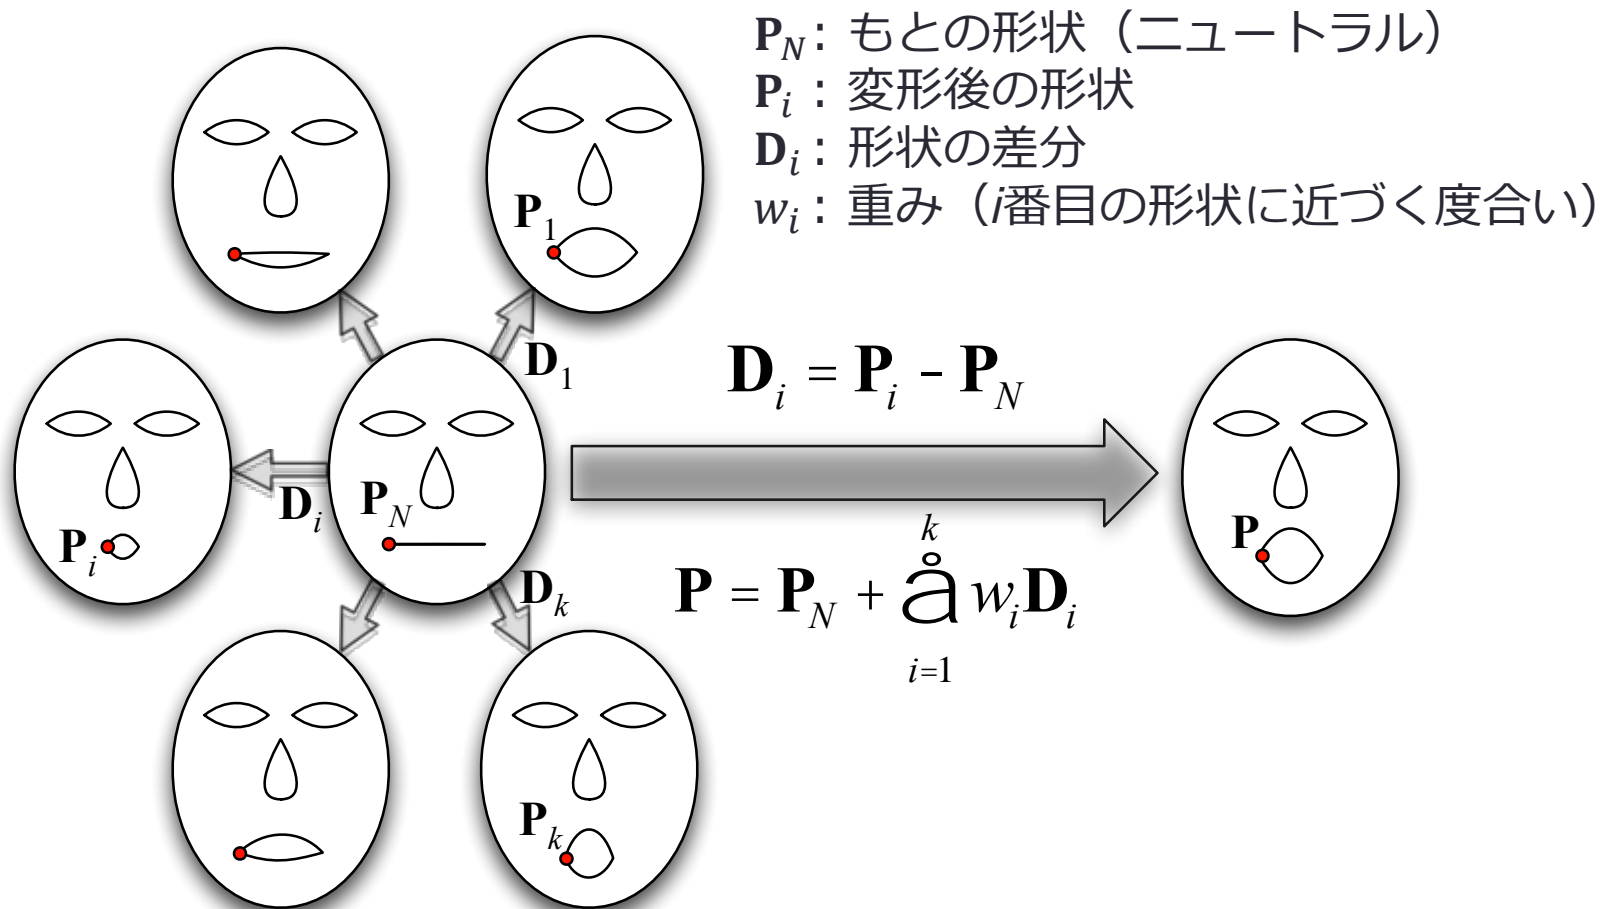 P_N：もとの形状（ニュートラル）
P_i：変形後の形状
D_i：形状の差分
w_i：重み（i番目の形状に近づく度合い）
P_1
D_1
D_i = P_i - P_N
D_i
P_N
P_i
P
k
P = P_N + å w_i D_i
i=1
D_k
P_k